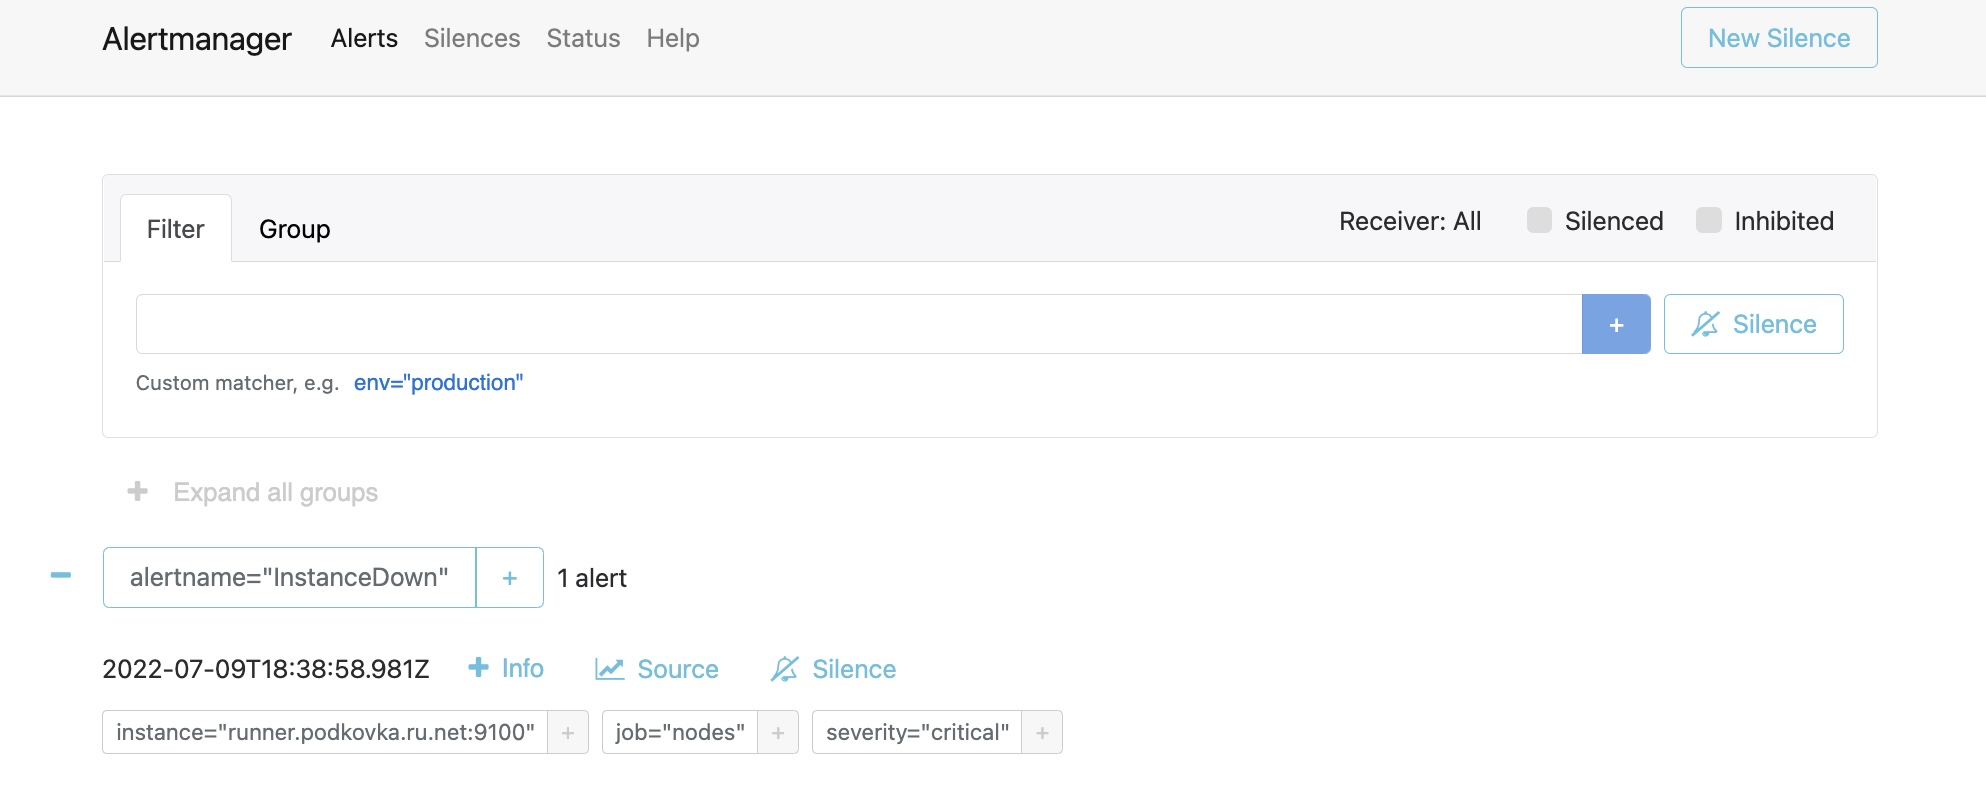 Alertmanager Alerts Silences Status Help New Silence
Filter Group Receiver: All Silenced Inhibited
+ Silence
Custom matcher, e.g. env="production"
+ Expand all groups
alertname="InstanceDown" + 1 alert
2022-07-09T18:38:58.981Z + Info Source Silence
instance="runner.podkovka.ru.net:9100" + job="nodes" + severity="critical" +